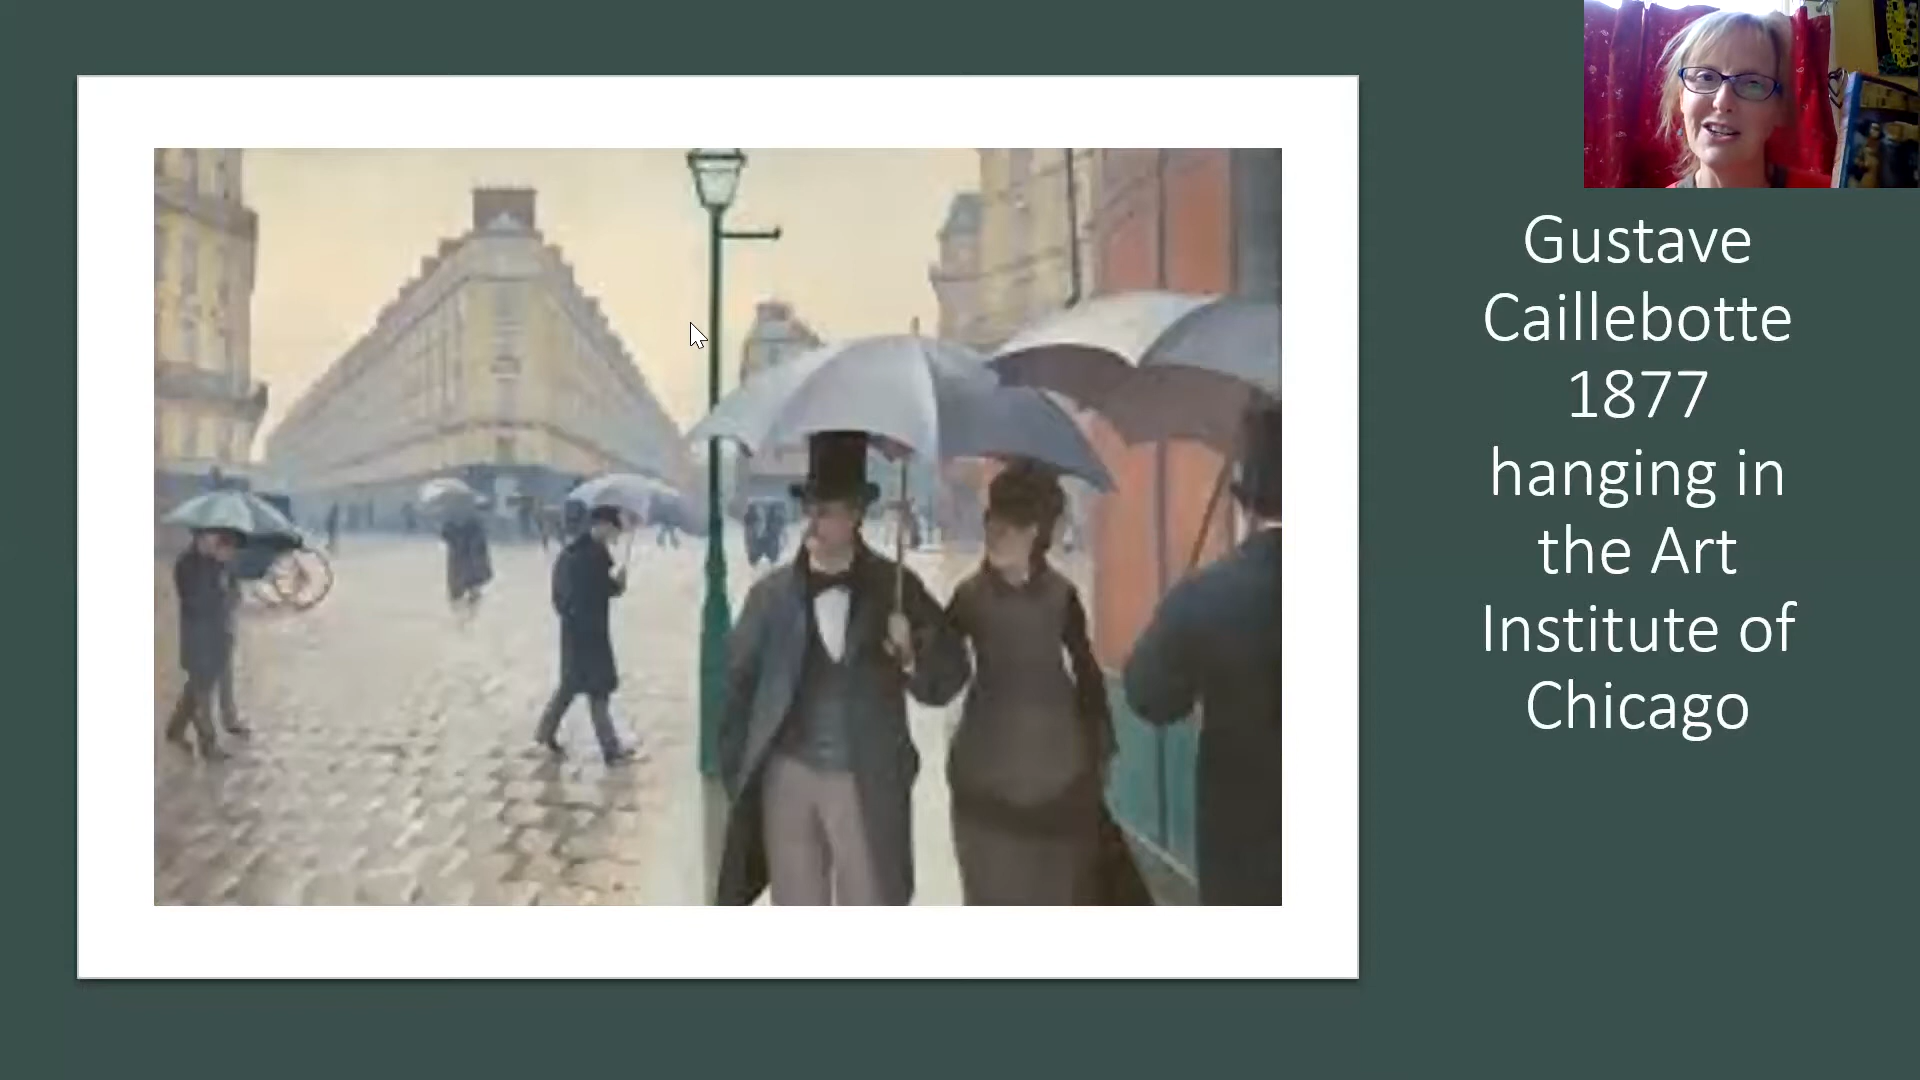 Gustave
Caillebotte
1877
hanging in
the Art
Institute of
Chicago